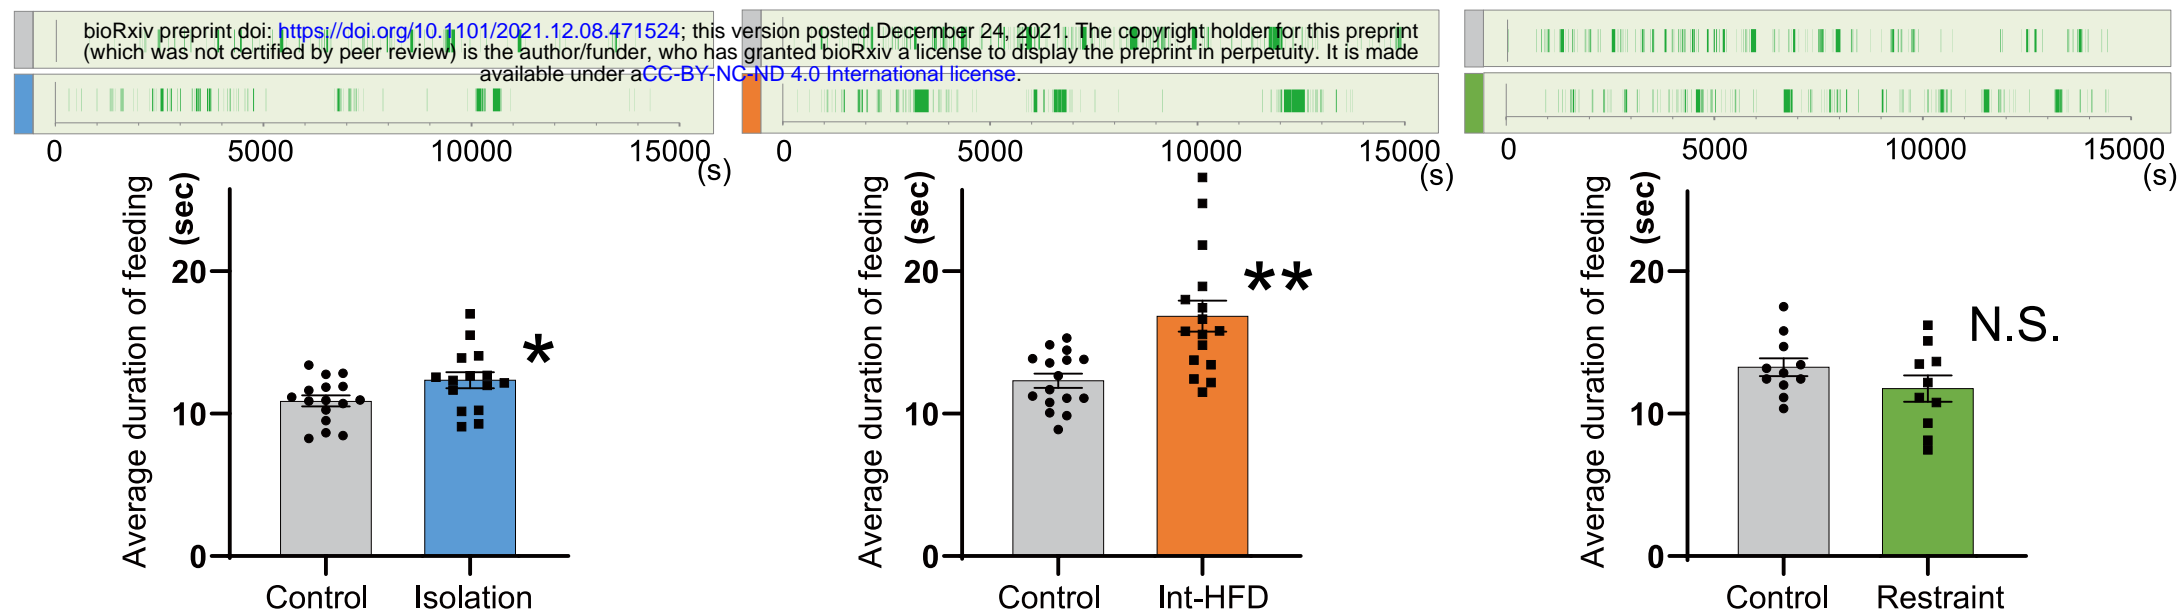 bioRxiv preprint doi: https://doi.org/10.1101/2021.12.08.471524; this version posted December 24, 2021. The copyright holder for this preprint
(which was not certified by peer review) is the author/funder, who has granted bioRxiv a license to display the preprint in perpetuity. It is made
available under aCC-BY-NC-ND 4.0 International license.
0 5000 10000 15000 (s)
0 5000 10000 15000 (s)
0 5000 10000 15000 (s)
Average duration of feeding
(sec)
20
10
0
*
Control Isolation
Average duration of feeding
(sec)
20
10
0
**
Control Int-HFD
Average duration of feeding
(sec)
20
10
0
N.S.
Control Restraint